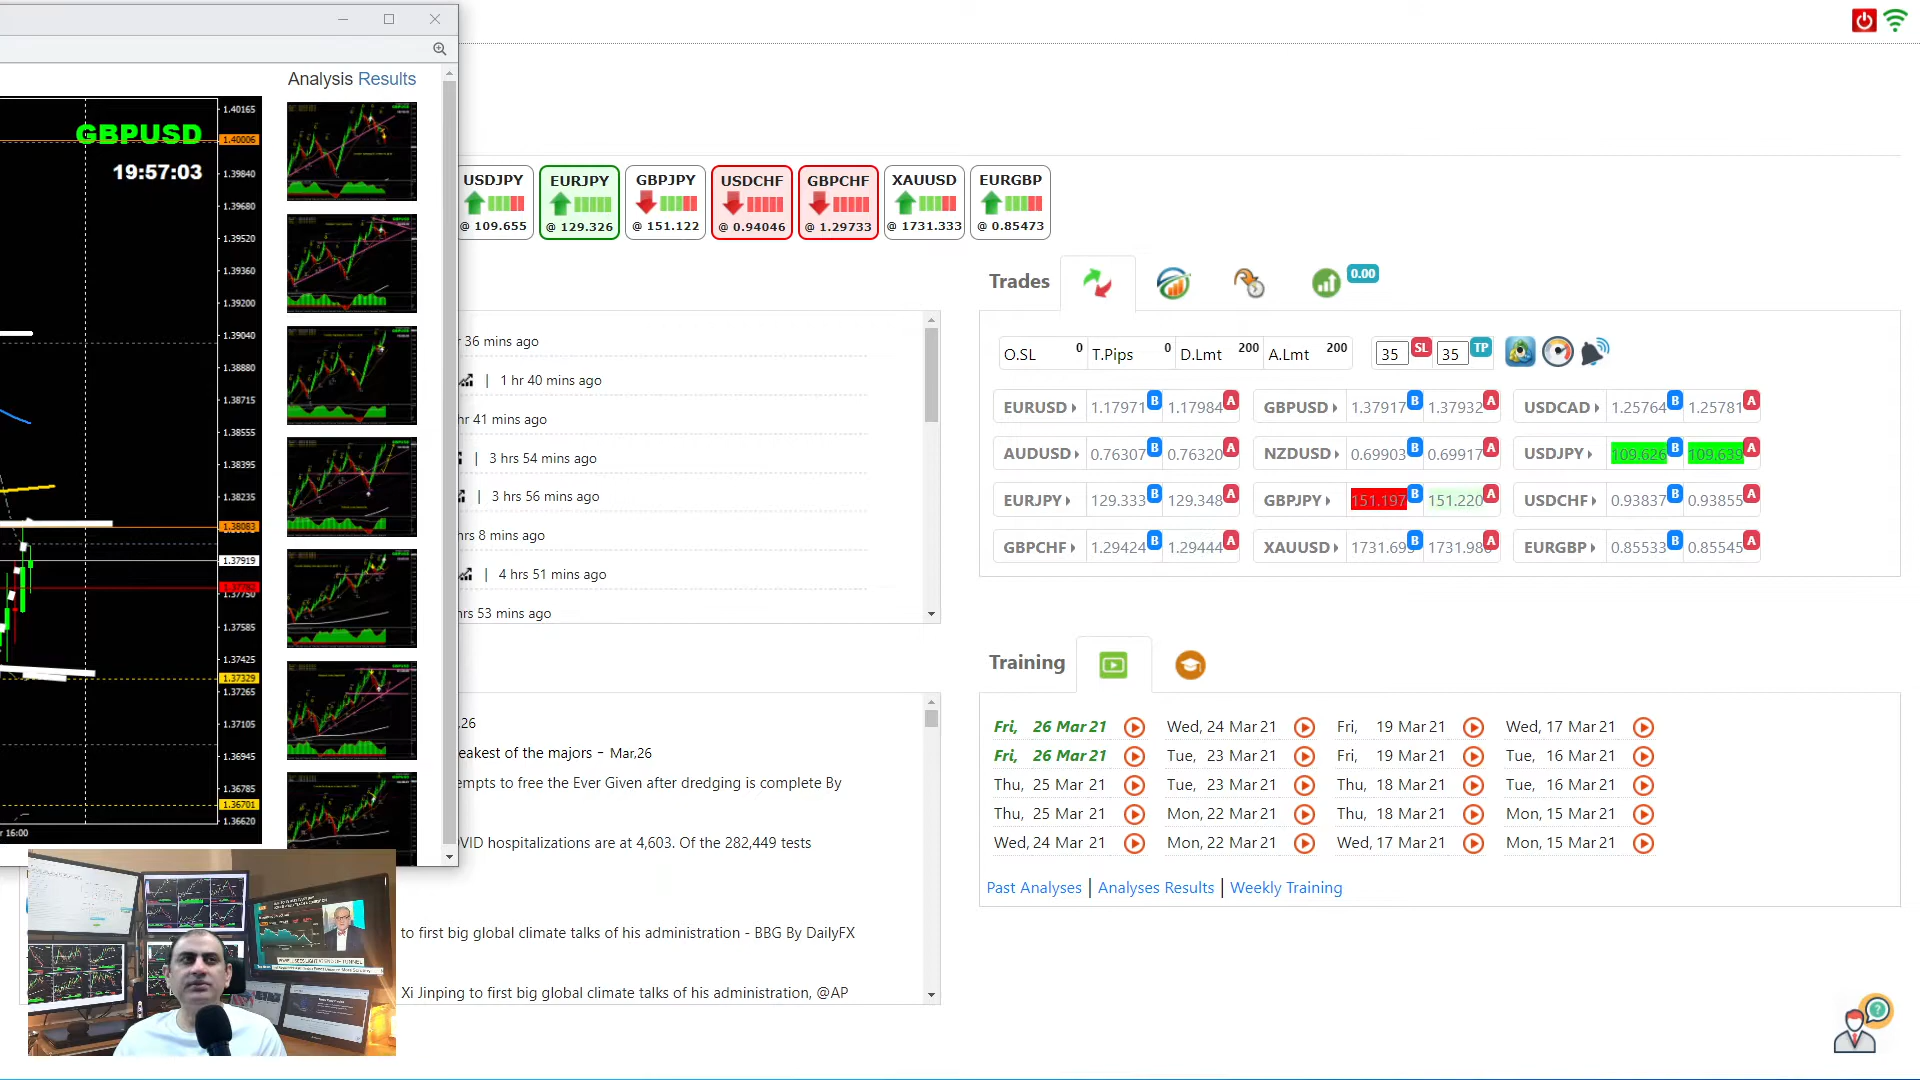 Analysis Results
GBPUSD
19:57:03
1.40165
1.40006
1.39840
1.39680
1.39520
1.39360
1.39200
1.39040
1.38880
1.38715
1.38555
1.38395
1.38235
1.38083
1.37919
1.37750
1.37585
1.37425
1.37329
1.37265
1.37105
1.36945
1.36785
1.36701
1.36620
16:00
USDJPY
@ 109.655
EURJPY
@ 129.326
GBPJPY
@ 151.122
USDCHF
@ 0.94046
GBPCHF
@ 1.29733
XAUUSD
@ 1731.333
EURGBP
@ 0.85473
36 mins ago
| 1 hr 40 mins ago
hr 41 mins ago
| 3 hrs 54 mins ago
| 3 hrs 56 mins ago
hrs 8 mins ago
| 4 hrs 51 mins ago
hrs 53 mins ago
,26
eakest of the majors - Mar,26
empts to free the Ever Given after dredging is complete By
OVID hospitalizations are at 4,603. Of the 282,449 tests
to first big global climate talks of his administration - BBG By DailyFX
Xi Jinping to first big global climate talks of his administration, @AP
Trades 0.00
O.SL 0 T.Pips 0 D.Lmt 200 A.Lmt 200 35 SL 35 TP
EURUSD 1.17971 B 1.17984 A GBPUSD 1.37917 B 1.37932 A USDCAD 1.25764 B 1.25781 A
AUDUSD 0.76307 B 0.76320 A NZDUSD 0.69903 B 0.69917 A USDJPY 109.626 B 109.639 A
EURJPY 129.333 B 129.348 A GBPJPY 151.197 B 151.220 A USDCHF 0.93837 B 0.93855 A
GBPCHF 1.29424 B 1.29444 A XAUUSD 1731.693 B 1731.980 A EURGBP 0.85533 B 0.85545 A
Training
Fri, 26 Mar 21 Wed, 24 Mar 21 Fri, 19 Mar 21 Wed, 17 Mar 21
Fri, 26 Mar 21 Tue, 23 Mar 21 Fri, 19 Mar 21 Tue, 16 Mar 21
Thu, 25 Mar 21 Tue, 23 Mar 21 Thu, 18 Mar 21 Tue, 16 Mar 21
Thu, 25 Mar 21 Mon, 22 Mar 21 Thu, 18 Mar 21 Mon, 15 Mar 21
Wed, 24 Mar 21 Mon, 22 Mar 21 Wed, 17 Mar 21 Mon, 15 Mar 21
Past Analyses | Analyses Results | Weekly Training